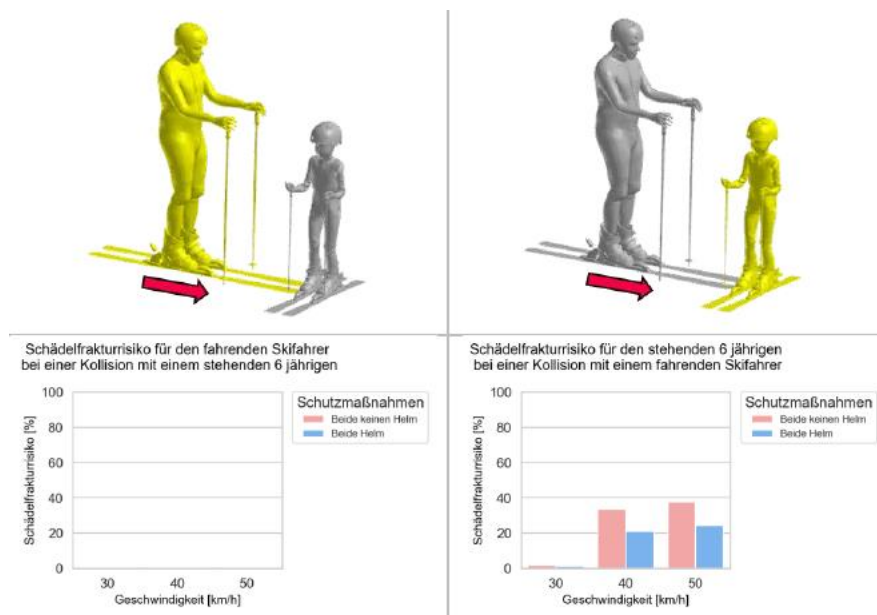 Schädelfrakturrisiko für den fahrenden Skifahrer
bei einer Kollision mit einem stehenden 6 jährigen
Schädelfrakturrisiko [%]
100
80
60
40
20
0
30 40 50
Geschwindigkeit [km/h]
Schutzmaßnahmen
Beide keinen Helm
Beide Helm
Schädelfrakturrisiko für den stehenden 6 jährigen
bei einer Kollision mit einem fahrenden Skifahrer
Schädelfrakturrisiko [%]
100
80
60
40
20
0
30 40 50
Geschwindigkeit [km/h]
Schutzmaßnahmen
Beide keinen Helm
Beide Helm